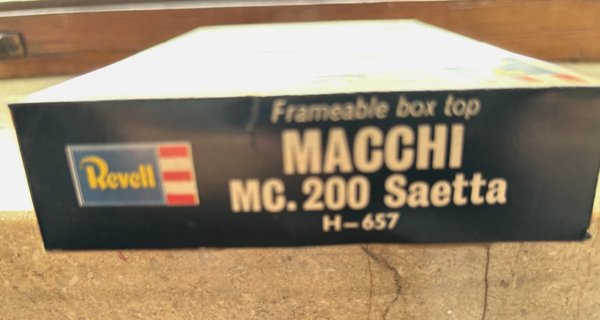 Frameable box top
Revell
MACCHI
MC.200 Saetta
H-657